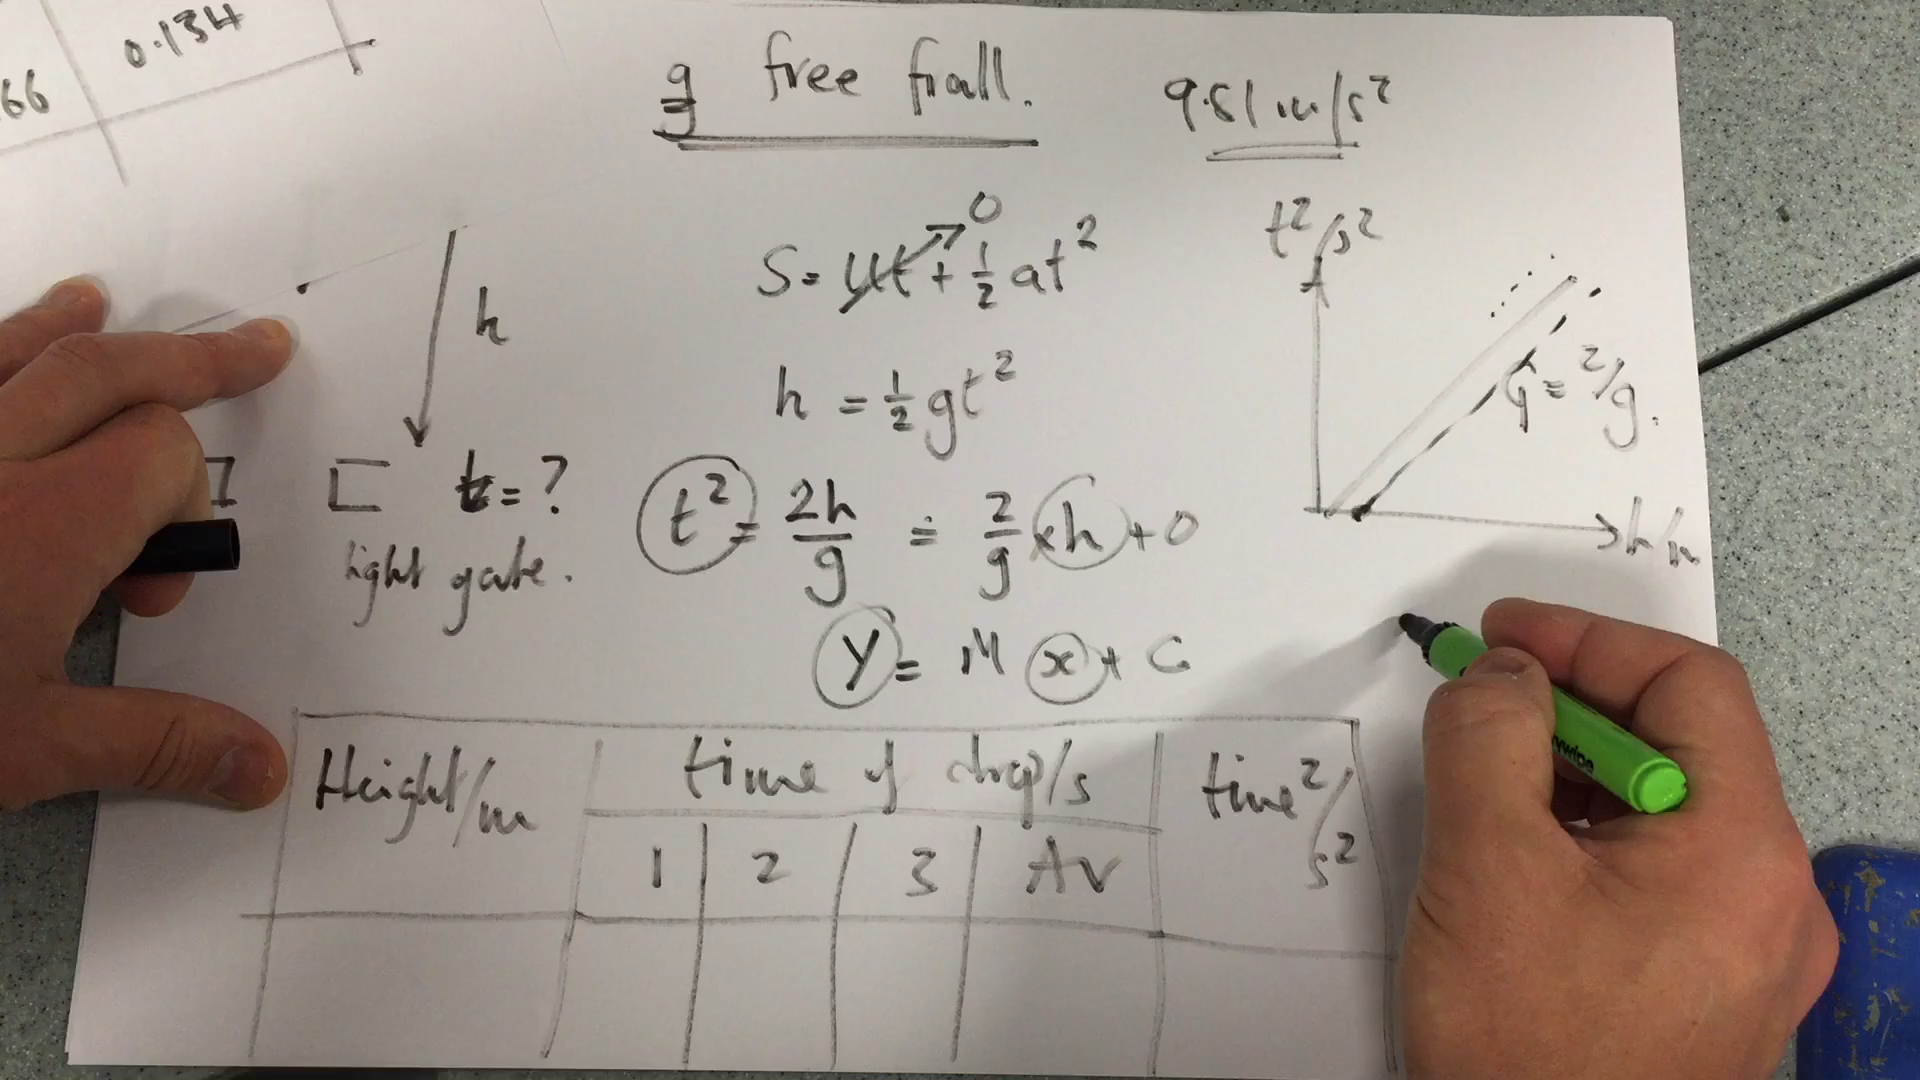 0.134
66
g free fall.
9.81 m/s²
h
S = ut + ½at²
0
h = ½gt²
t = ?
light gate.
t² = 2h/g = 2/g × h + 0
y = M x + C
t²/s²
G = 2/g.
h/m
Height/m
time of drop/s
time²/s²
1
2
3
Av